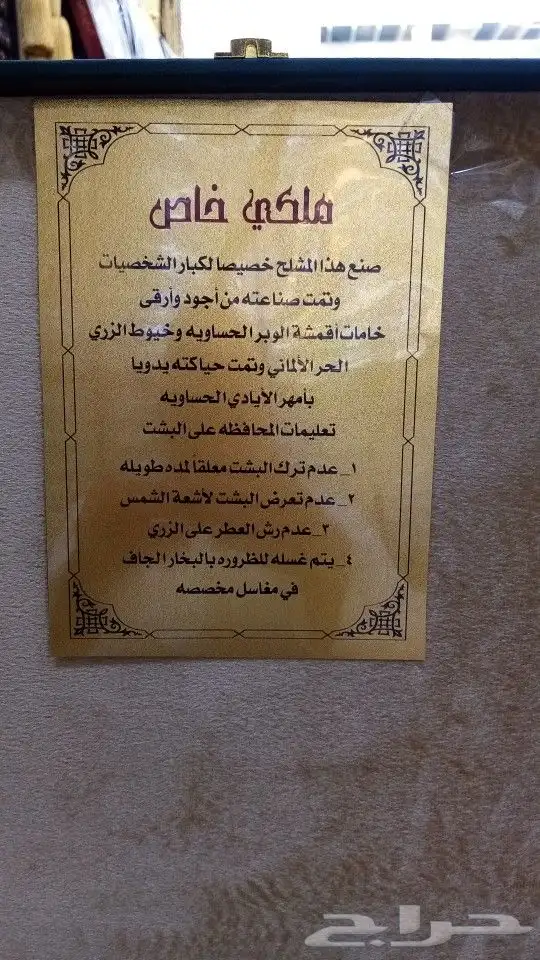 ملكي خاص
صنع هذا المشلح خصيصا لكبار الشخصيات
وتمت صناعته من أجود وأرقى
خامات أقمشة الوبر الحساويه وخيوط الزري
الحر الألماني وتمت حياكته يدويا
بأمهر الأيادي الحساويه
تعليمات المحافظه على البشت
١_ عدم ترك البشت معلقاً لمده طويله
٢_ عدم تعرض البشت لأشعة الشمس
٣_ عدم رش العطر على الزري
٤_ يتم غسله للظروره بالبخار الجاف
في مغاسل مخصصه
حراج